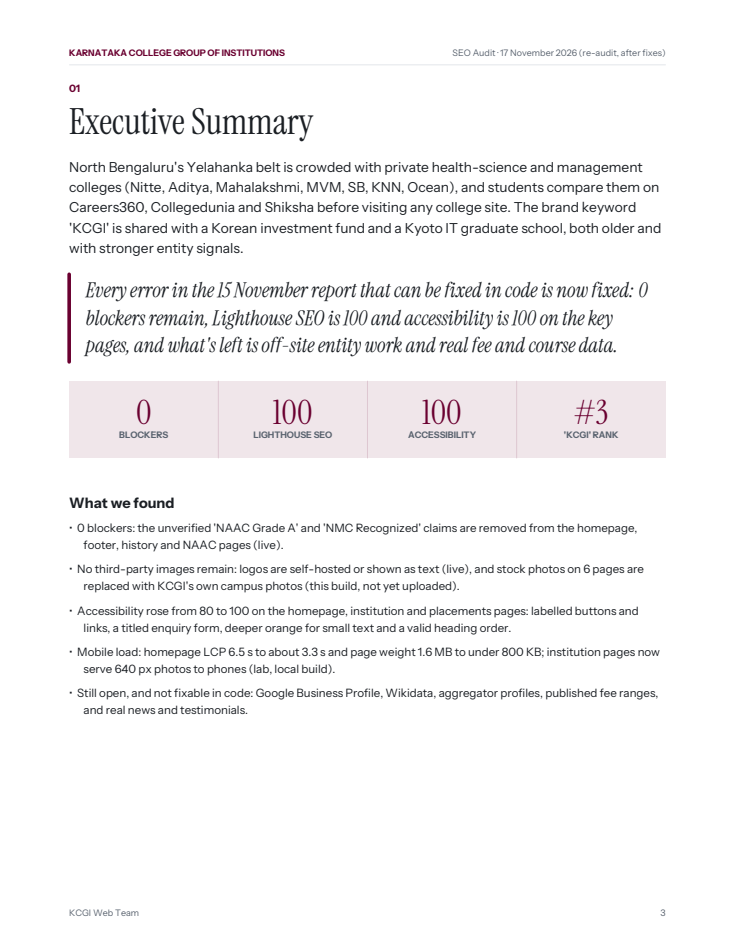 KARNATAKA COLLEGE GROUP OF INSTITUTIONS
SEO Audit · 17 November 2026 (re-audit, after fixes)
01
Executive Summary
North Bengaluru's Yelahanka belt is crowded with private health-science and management
colleges (Nitte, Aditya, Mahalakshmi, MVM, SB, KNN, Ocean), and students compare them on
Careers360, Collegedunia and Shiksha before visiting any college site. The brand keyword
'KCGI' is shared with a Korean investment fund and a Kyoto IT graduate school, both older and
with stronger entity signals.
Every error in the 15 November report that can be fixed in code is now fixed: 0
blockers remain, Lighthouse SEO is 100 and accessibility is 100 on the key
pages, and what's left is off-site entity work and real fee and course data.
0
BLOCKERS
100
LIGHTHOUSE SEO
100
ACCESSIBILITY
#3
'KCGI' RANK
What we found
• 0 blockers: the unverified 'NAAC Grade A' and 'NMC Recognized' claims are removed from the homepage,
footer, history and NAAC pages (live).
• No third-party images remain: logos are self-hosted or shown as text (live), and stock photos on 6 pages are
replaced with KCGI's own campus photos (this build, not yet uploaded).
• Accessibility rose from 80 to 100 on the homepage, institution and placements pages: labelled buttons and
links, a titled enquiry form, deeper orange for small text and a valid heading order.
• Mobile load: homepage LCP 6.5 s to about 3.3 s and page weight 1.6 MB to under 800 KB; institution pages now
serve 640 px photos to phones (lab, local build).
• Still open, and not fixable in code: Google Business Profile, Wikidata, aggregator profiles, published fee ranges,
and real news and testimonials.
KCGI Web Team
3